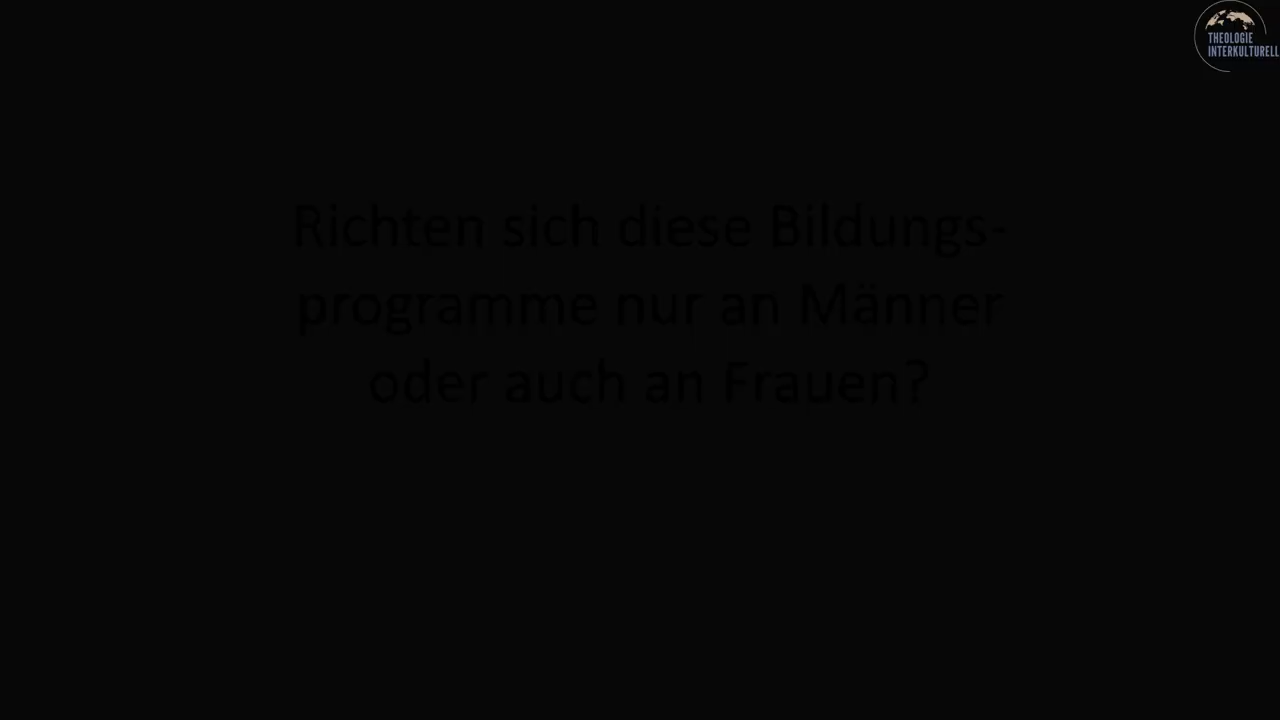 THEOLOGIE
INTERKULTURELL
Richten sich diese Bildungs-
programme nur an Männer
oder auch an Frauen?